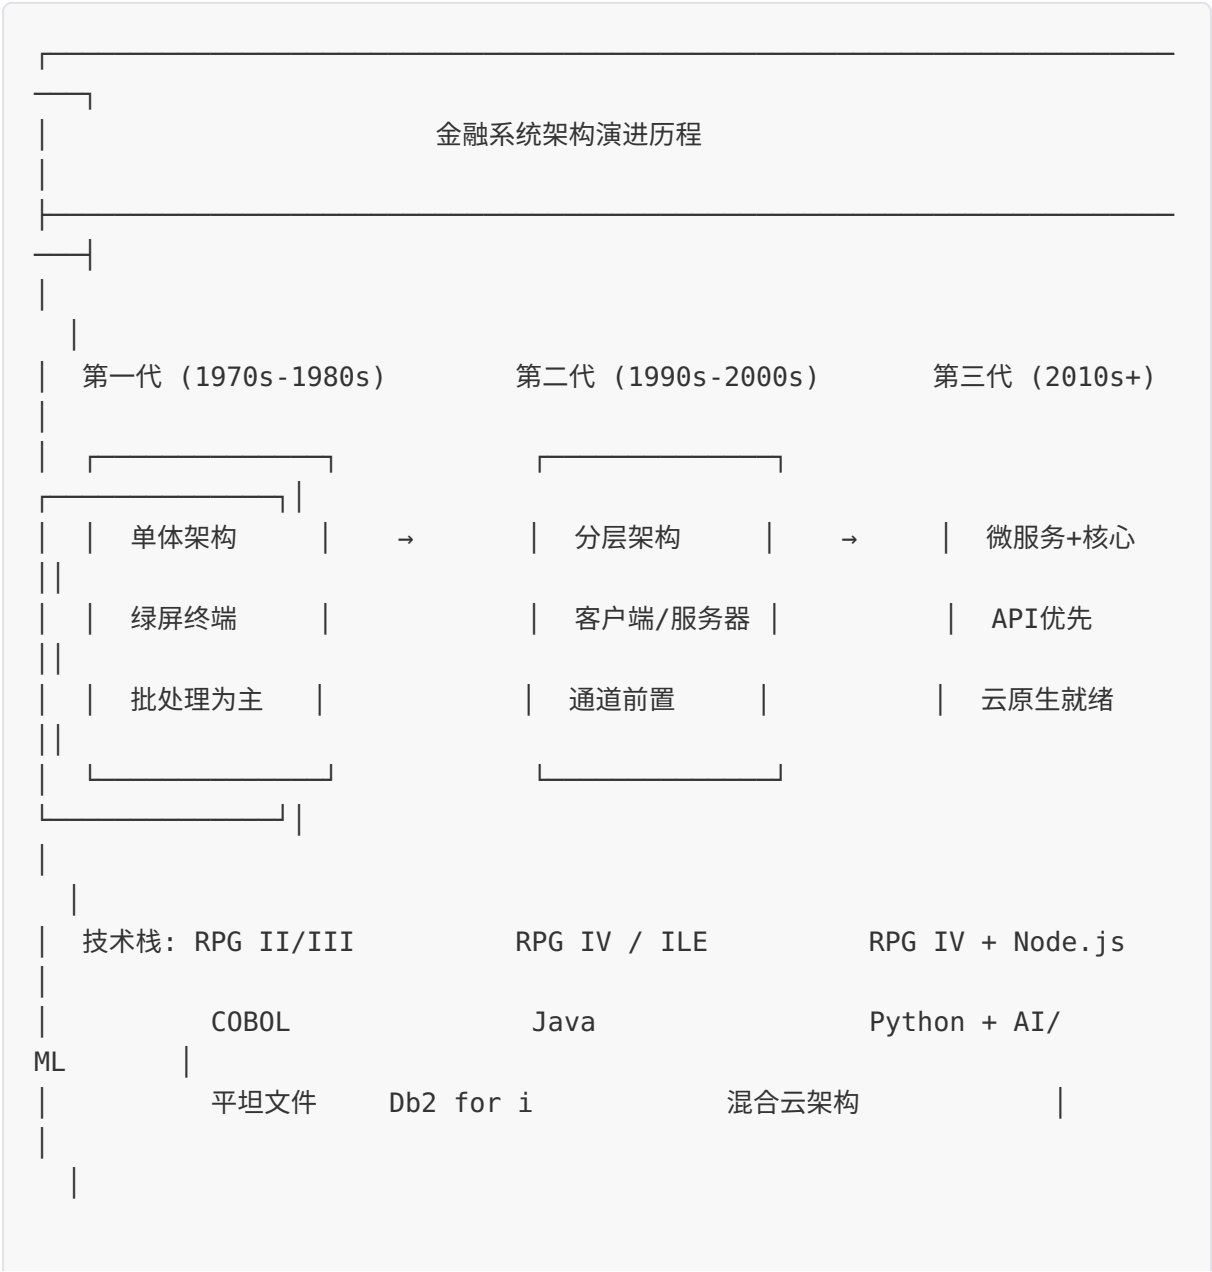 ┌──────────────────────────────────────────────────────────────────────
───┐
│                        金融系统架构演进历程
│
├──────────────────────────────────────────────────────────────────────
───┤
│
  │
│  第一代 (1970s-1980s)        第二代 (1990s-2000s)       第三代 (2010s+)
│
│  ┌──────────────┐            ┌──────────────┐
┌──────────────┐│
│  │  单体架构     │    →       │  分层架构     │    →     │  微服务+核心
││
│  │  绿屏终端     │            │  客户端/服务器 │          │  API优先
││
│  │  批处理为主   │            │  通道前置     │          │  云原生就绪
││
│  └──────────────┘            └──────────────┘
└──────────────┘│
│
  │
│  技术栈: RPG II/III          RPG IV / ILE          RPG IV + Node.js
│
│          COBOL               Java                 Python + AI/
ML       │
│          平坦文件    Db2 for i            混合云架构            │
│
  │